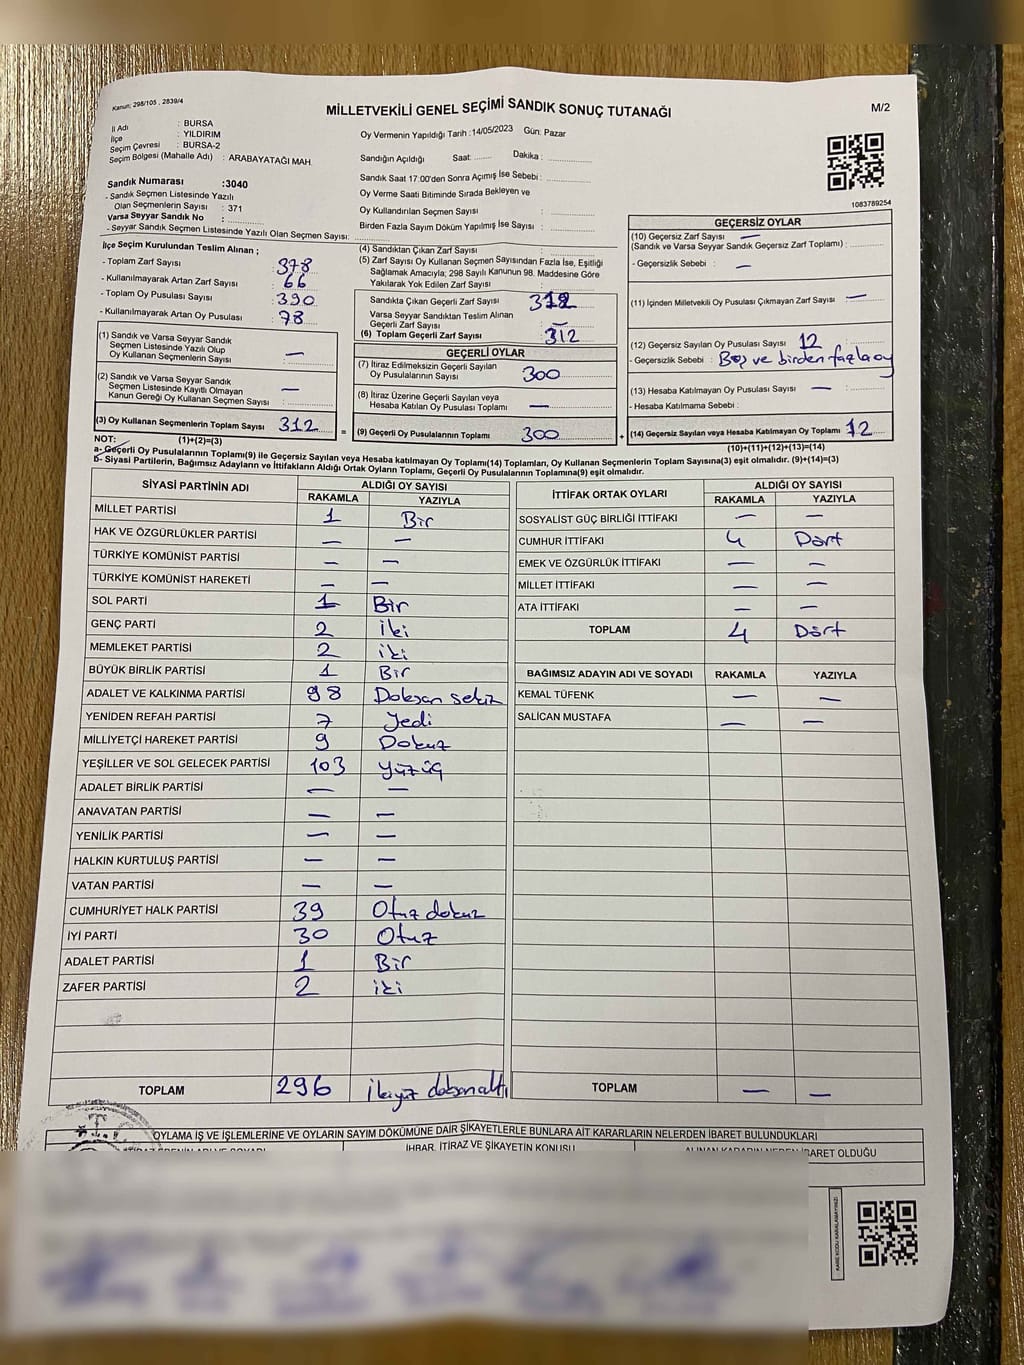 Kanun: 298/105 , 2839/4
MİLLETVEKİLİ GENEL SEÇİMİ SANDIK SONUÇ TUTANAĞI
M/2
İl Adı : BURSA
İlçe : YILDIRIM
Seçim Çevresi : BURSA-2
Seçim Bölgesi (Mahalle Adı) : ARABAYATAĞI MAH.
Oy Vermenin Yapıldığı Tarih :14/05/2023 Gün: Pazar
Sandığın Açıldığı Saat: ........ Dakika : ..............
Sandık Saat 17:00'den Sonra Açımış İse Sebebi: ..............
Oy Verme Saati Bitiminde Sırada Bekleyen ve
Oy Kullandırılan Seçmen Sayısı : ..............
Birden Fazla Sayım Döküm Yapılmış İse Sayısı : ..............
Sandık Numarası :3040
- Sandık Seçmen Listesinde Yazılı
Olan Seçmenlerin Sayısı : 371
Varsa Seyyar Sandık No : ..............
- Seyyar Sandık Seçmen Listesinde Yazılı Olan Seçmen Sayısı: ..............
1083789254
İlçe Seçim Kurulundan Teslim Alınan ;
- Toplam Zarf Sayısı : 378
- Kullanılmayarak Artan Zarf Sayısı : 66
- Toplam Oy Pusulası Sayısı : 390
- Kullanılmayarak Artan Oy Pusulası : 78
(1) Sandık ve Varsa Seyyar Sandık
Seçmen Listesinde Yazılı Olup
Oy Kullanan Seçmenlerin Sayısı : —
(2) Sandık ve Varsa Seyyar Sandık
Seçmen Listesinde Kayıtlı Olmayan
Kanun Gereği Oy Kullanan Seçmen Sayısı : —
(3) Oy Kullanan Seçmenlerin Toplam Sayısı 312
(4) Sandıktan Çıkan Zarf Sayısı : ..............
(5) Zarf Sayısı Oy Kullanan Seçmen Sayısından Fazla İse, Eşitliği
Sağlamak Amacıyla; 298 Sayılı Kanunun 98. Maddesine Göre
Yakılarak Yok Edilen Zarf Sayısı : ..............
Sandıkta Çıkan Geçerli Zarf Sayısı : 312
Varsa Seyyar Sandıktan Teslim Alınan
Geçerli Zarf Sayısı : —
(6) Toplam Geçerli Zarf Sayısı : 312
GEÇERLİ OYLAR
(7) İtiraz Edilmeksizin Geçerli Sayılan
Oy Pusulalarının Sayısı : 300
(8) İtiraz Üzerine Geçerli Sayılan veya
Hesaba Katılan Oy Pusulası Toplamı : —
= (9) Geçerli Oy Pusulalarının Toplamı 300 +
GEÇERSİZ OYLAR
(10) Geçersiz Zarf Sayısı : —
(Sandık ve Varsa Seyyar Sandık Geçersiz Zarf Toplamı) : ........
- Geçersizlik Sebebi : —
(11) İçinden Milletvekili Oy Pusulası Çıkmayan Zarf Sayısı : —
(12) Geçersiz Sayılan Oy Pusulası Sayısı : 12
- Geçersizlik Sebebi : Boş ve birden fazla oy
(13) Hesaba Katılmayan Oy Pusulası Sayısı : —
- Hesaba Katılmama Sebebi :
(14) Geçersiz Sayılan veya Hesaba Katılmayan Oy Toplamı 12
NOT: (1)+(2)=(3) (10)+(11)+(12)+(13)=(14)
a- Geçerli Oy Pusulalarının Toplamı(9) ile Geçersiz Sayılan veya Hesaba katılmayan Oy Toplamı(14) Toplamları, Oy Kullanan Seçmenlerin Toplam Sayısına(3) eşit olmalıdır. (9)+(14)=(3)
b- Siyasi Partilerin, Bağımsız Adayların ve İttifakların Aldığı Ortak Oyların Toplamı, Geçerli Oy Pusulalarının Toplamına(9) eşit olmalıdır.
SİYASİ PARTİNİN ADI ALDIĞI OY SAYISI
RAKAMLA YAZIYLA
MİLLET PARTİSİ 1 Bir
HAK VE ÖZGÜRLÜKLER PARTİSİ — —
TÜRKİYE KOMÜNİST PARTİSİ — —
TÜRKİYE KOMÜNİST HAREKETİ — —
SOL PARTİ 1 Bir
GENÇ PARTİ 2 İki
MEMLEKET PARTİSİ 2 iki
BÜYÜK BİRLİK PARTİSİ 1 Bir
ADALET VE KALKINMA PARTİSİ 98 Doksan sekiz
YENİDEN REFAH PARTİSİ 7 Yedi
MİLLİYETÇİ HAREKET PARTİSİ 9 Dokuz
YEŞİLLER VE SOL GELECEK PARTİSİ 103 Yüzüç
ADALET BİRLİK PARTİSİ — —
ANAVATAN PARTİSİ — —
YENİLİK PARTİSİ — —
HALKIN KURTULUŞ PARTİSİ — —
VATAN PARTİSİ — —
CUMHURİYET HALK PARTİSİ 39 Otuz dokuz
İYİ PARTİ 30 Otuz
ADALET PARTİSİ 1 Bir
ZAFER PARTİSİ 2 iki
TOPLAM 296 ikiyüz doksanaltı
İTTİFAK ORTAK OYLARI ALDIĞI OY SAYISI
RAKAMLA YAZIYLA
SOSYALİST GÜÇ BİRLİĞİ İTTİFAKI — —
CUMHUR İTTİFAKI 4 Dört
EMEK VE ÖZGÜRLÜK İTTİFAKI — —
MİLLET İTTİFAKI — —
ATA İTTİFAKI — —
TOPLAM 4 Dört
BAĞIMSIZ ADAYIN ADI VE SOYADI RAKAMLA YAZIYLA
KEMAL TÜFENK — —
SALİCAN MUSTAFA — —
TOPLAM — —
OYLAMA İŞ VE İŞLEMLERİNE VE OYLARIN SAYIM DÖKÜMÜNE DAİR ŞİKAYETLERLE BUNLARA AİT KARARLARIN NELERDEN İBARET BULUNDUKLARI
İHBAR, İTİRAZ VE ŞİKAYETİN KONUSU
ALINAN KARARIN NEDEN İBARET OLDUĞU
KARE KODU KARALAMAYINIZ!